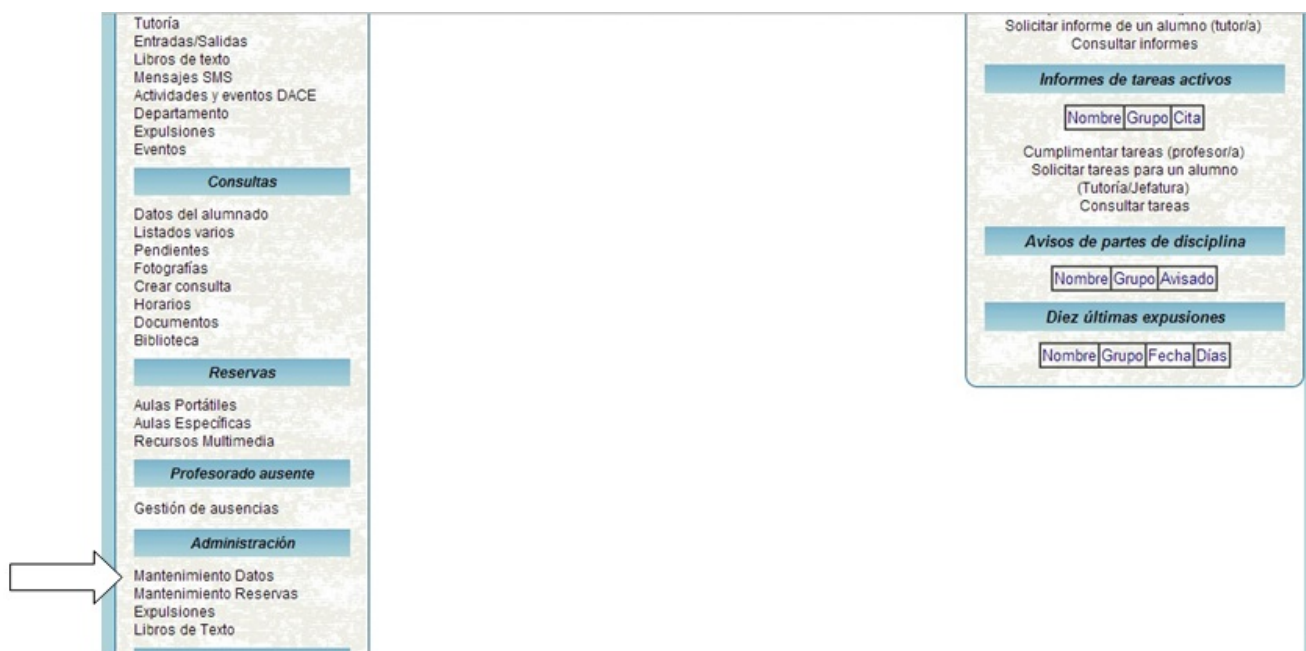 Tutoría
Entradas/Salidas
Libros de texto
Mensajes SMS
Actividades y eventos DACE
Departamento
Expulsiones
Eventos
Consultas
Datos del alumnado
Listados varios
Pendientes
Fotografías
Crear consulta
Horarios
Documentos
Biblioteca
Reservas
Aulas Portátiles
Aulas Específicas
Recursos Multimedia
Profesorado ausente
Gestión de ausencias
Administración
Mantenimiento Datos
Mantenimiento Reservas
Expulsiones
Libros de Texto
Solicitar informe de un alumno (tutor/a)
Consultar informes
Informes de tareas activos
Nombre Grupo Cita
Cumplimentar tareas (profesor/a)
Solicitar tareas para un alumno
(Tutoría/Jefatura)
Consultar tareas
Avisos de partes de disciplina
Nombre Grupo Avisado
Diez últimas expusiones
Nombre Grupo Fecha Días